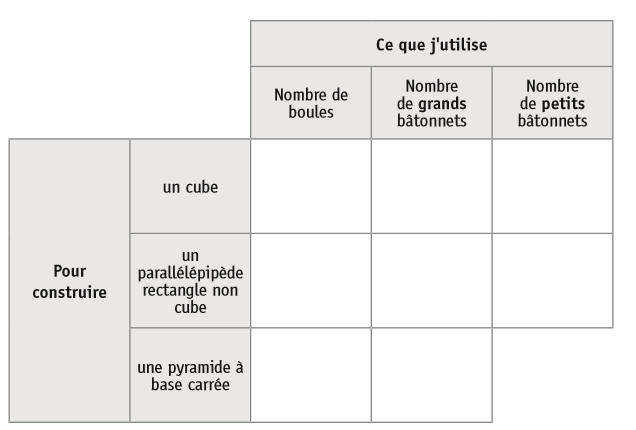 Ce que j'utilise
Nombre de
boules
Nombre
de grands
bâtonnets
Nombre
de petits
bâtonnets
Pour
construire
un cube
un
parallélépipède
rectangle non
cube
une pyramide à
base carrée